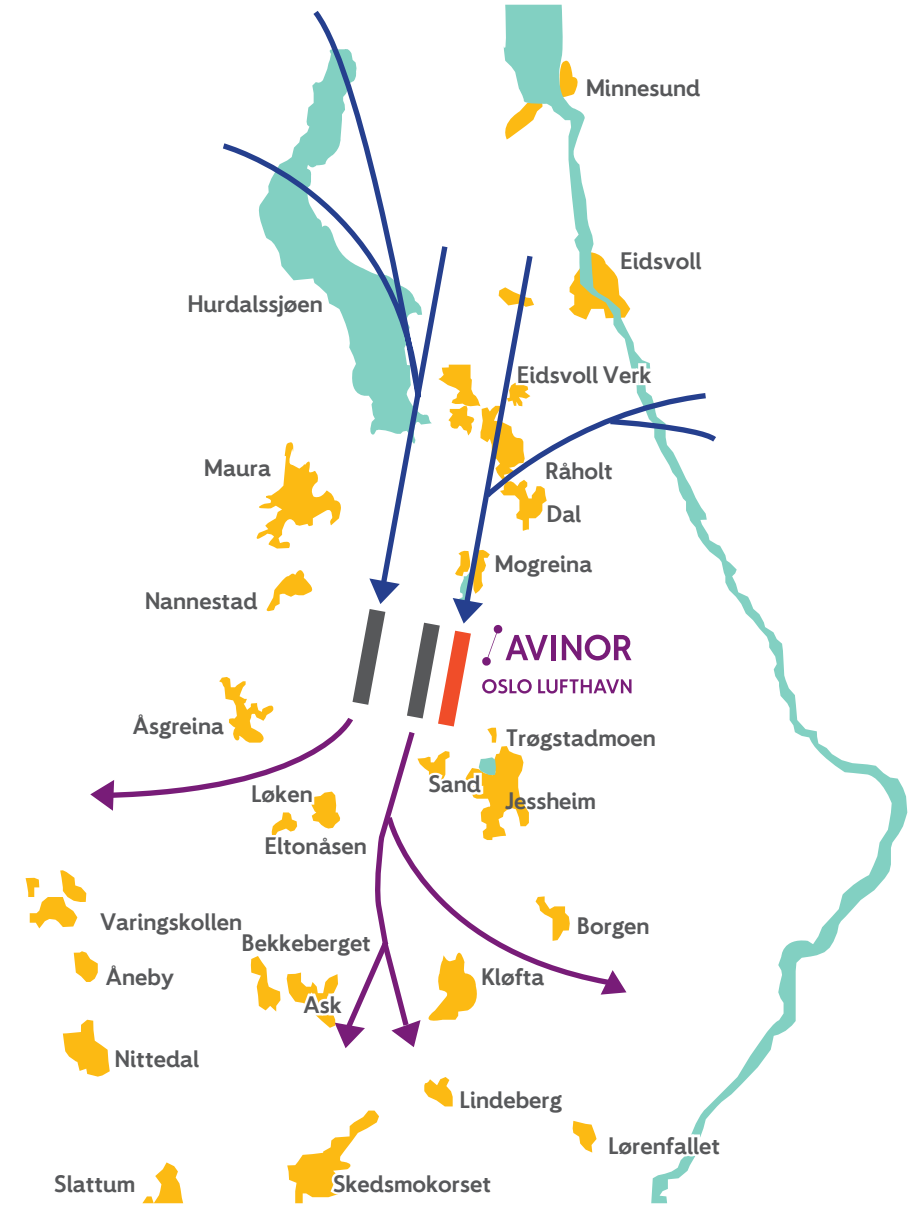 Minnesund
Eidsvoll
Hurdalssjøen
Eidsvoll Verk
Maura
Råholt
Dal
Mogreina
Nannestad
AVINOR
OSLO LUFTHAVN
Åsgreina
Trøgstadmoen
Sand
Løken
Jessheim
Eltonåsen
Varingskollen
Borgen
Bekkeberget
Åneby
Kløfta
Ask
Nittedal
Lindeberg
Lørenfallet
Slattum
Skedsmokorset